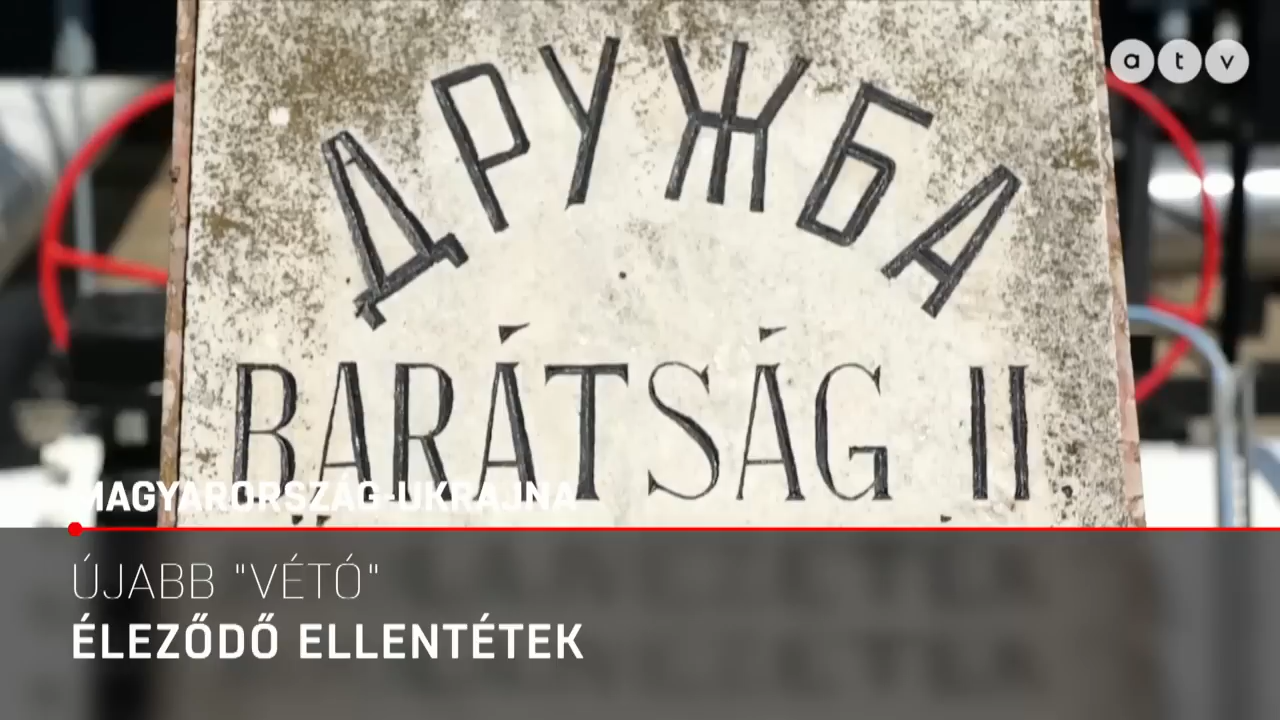 atv
ДРУЖБА
BARÁTSÁG II
MAGYARORSZÁG-UKRAJNA
ÚJABB "VÉTÓ"
ÉLEZŐDŐ ELLENTÉTEK